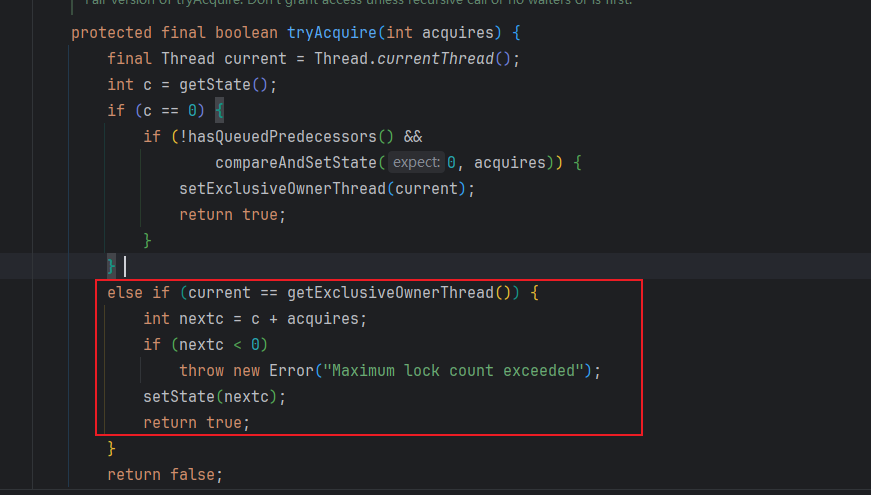 Fair version of tryAcquire. Don't grant access unless recursive call or no waiters or is first.
protected final boolean tryAcquire(int acquires) {
final Thread current = Thread.currentThread();
int c = getState();
if (c == 0) {
if (!hasQueuedPredecessors() &&
compareAndSetState( expect: 0, acquires)) {
setExclusiveOwnerThread(current);
return true;
}
}
else if (current == getExclusiveOwnerThread()) {
int nextc = c + acquires;
if (nextc < 0)
throw new Error("Maximum lock count exceeded");
setState(nextc);
return true;
}
return false;